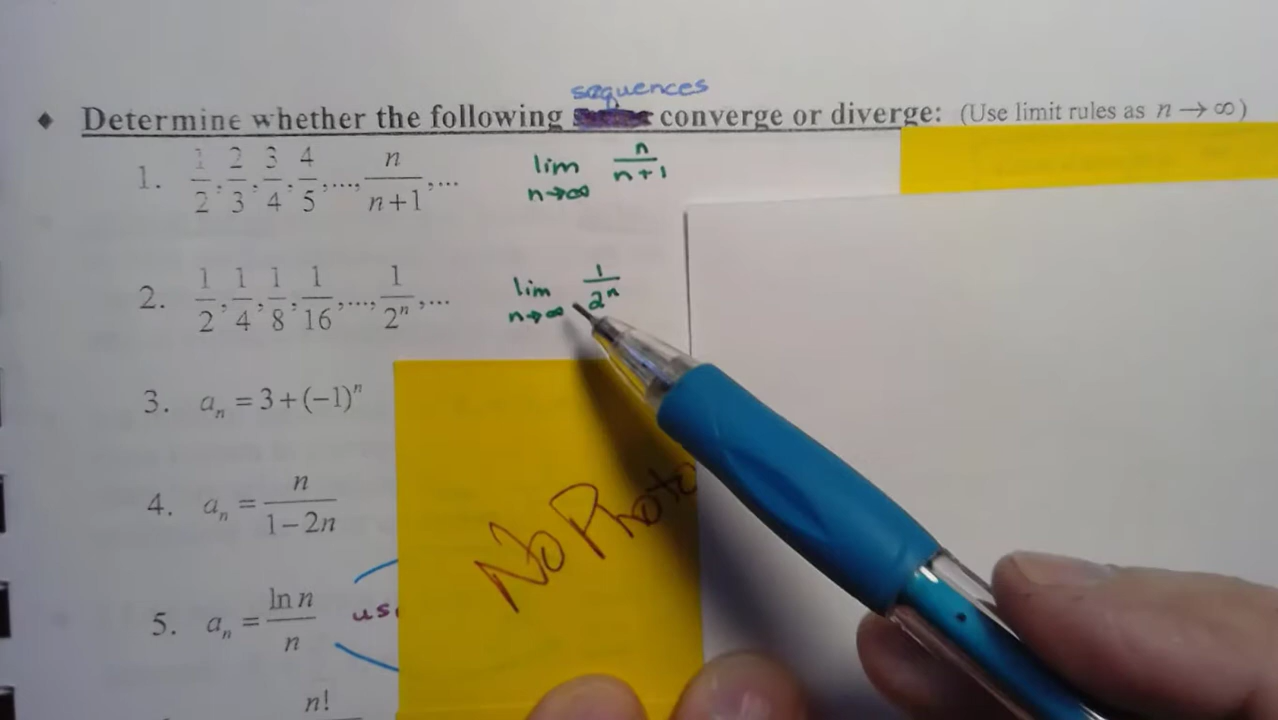 sequences
◆ Determine whether the following converge or diverge: (Use limit rules as n → ∞)
1. 1/2, 2/3, 3/4, 4/5, ..., n/(n+1), ... lim n→∞ n/(n+1)
2. 1/2, 1/4, 1/8, 1/16, ..., 1/2ⁿ, ... lim n→∞ 1/2ⁿ
3. aₙ = 3 + (−1)ⁿ
4. aₙ = n/(1−2n)
No Photo
5. aₙ = ln n/n us
n!